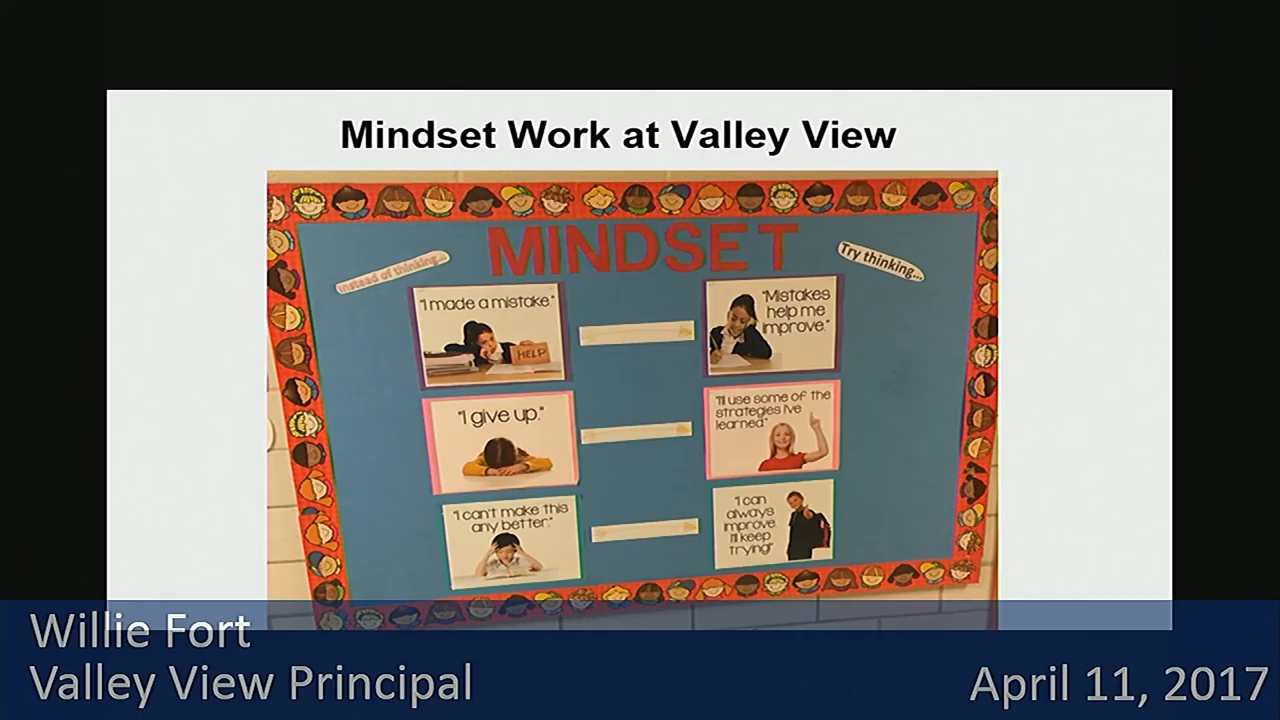 Mindset Work at Valley View
MINDSET
Instead of thinking...
Try thinking...
"I made a mistake."
HELP
"Mistakes
help me
improve."
"I give up."
"I'll use some of the
strategies I've
learned."
"I can't make this
any better."
"I can
always
improve.
I'll keep
trying!"
Willie Fort
Valley View Principal
April 11, 2017